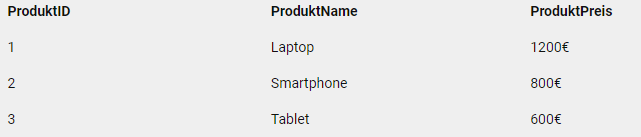 ProduktID ProduktName ProduktPreis
1 Laptop 1200€
2 Smartphone 800€
3 Tablet 600€